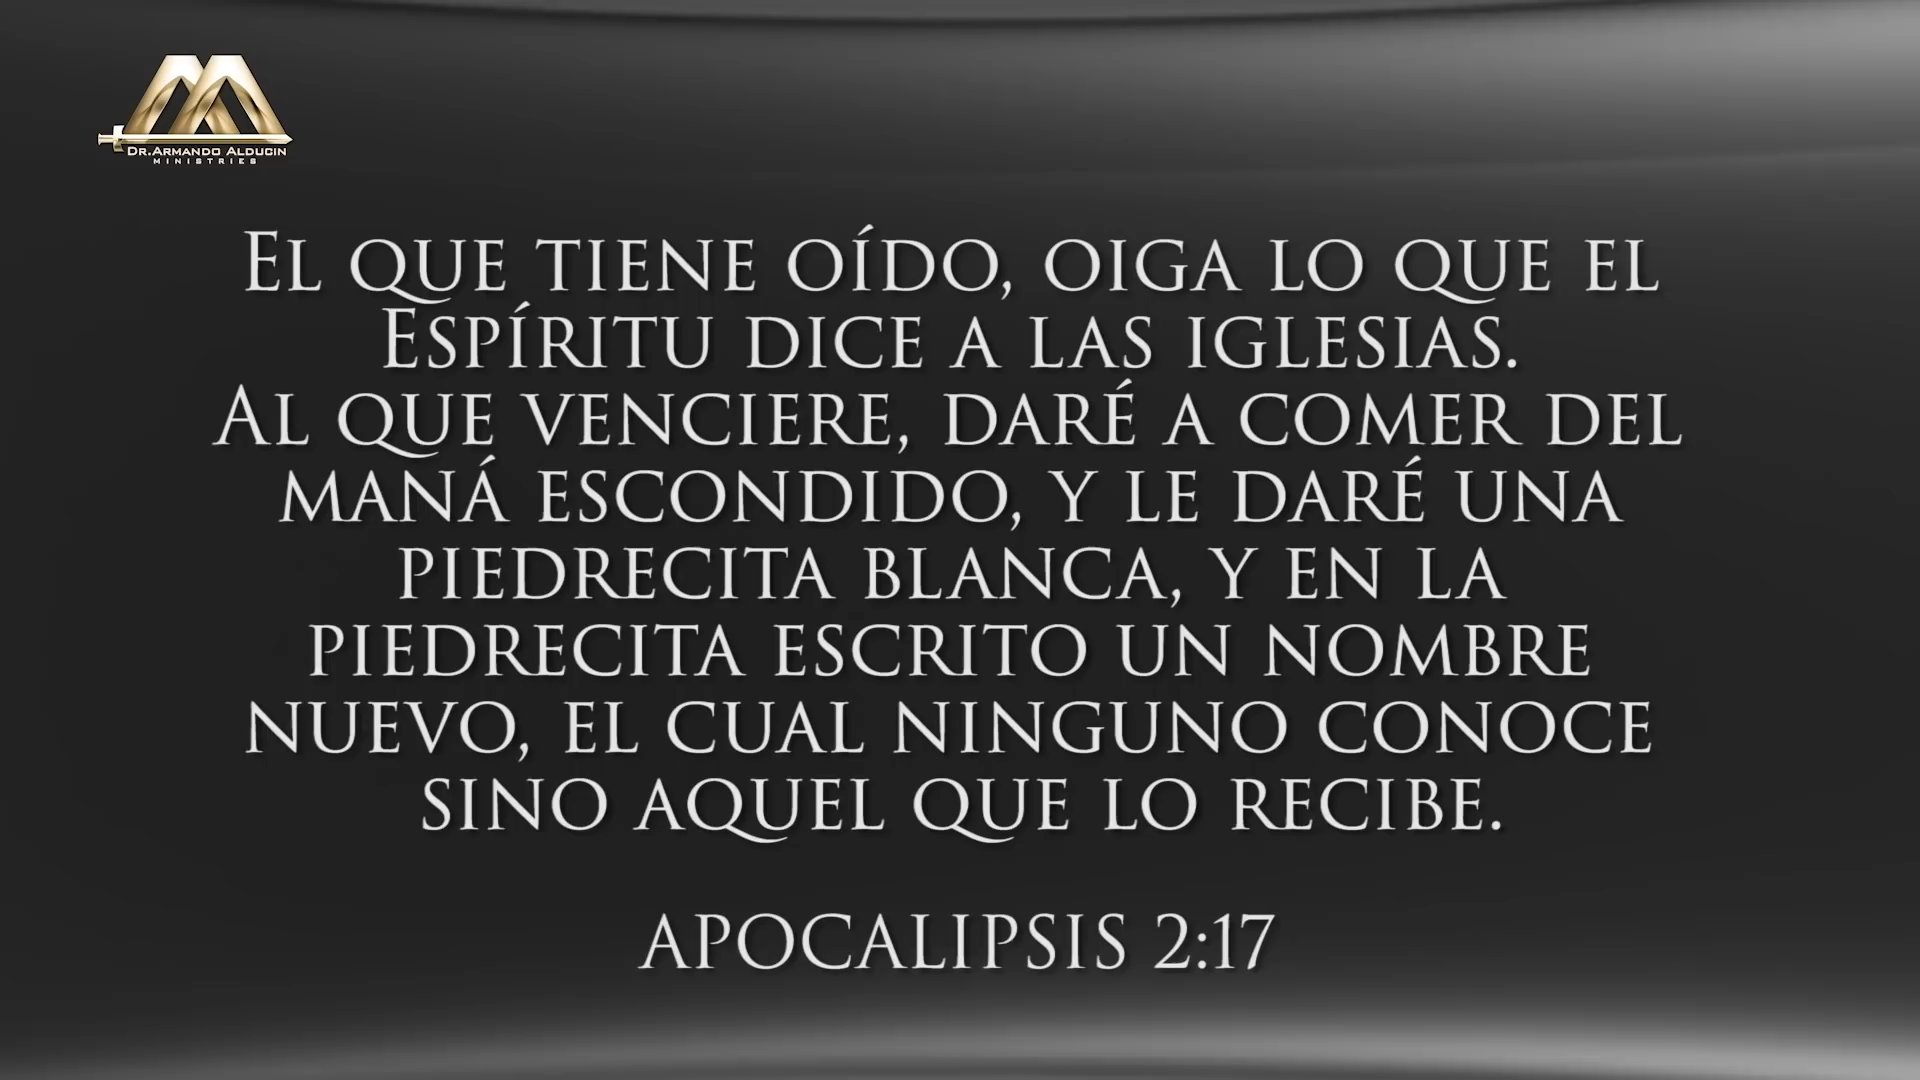 Dr. Armando Alducin
MINISTRIES
El que tiene oído, oiga lo que el
Espíritu dice a las iglesias.
Al que venciere, daré a comer del
maná escondido, y le daré una
piedrecita blanca, y en la
piedrecita escrito un nombre
nuevo, el cual ninguno conoce
sino aquel que lo recibe.
APOCALIPSIS 2:17